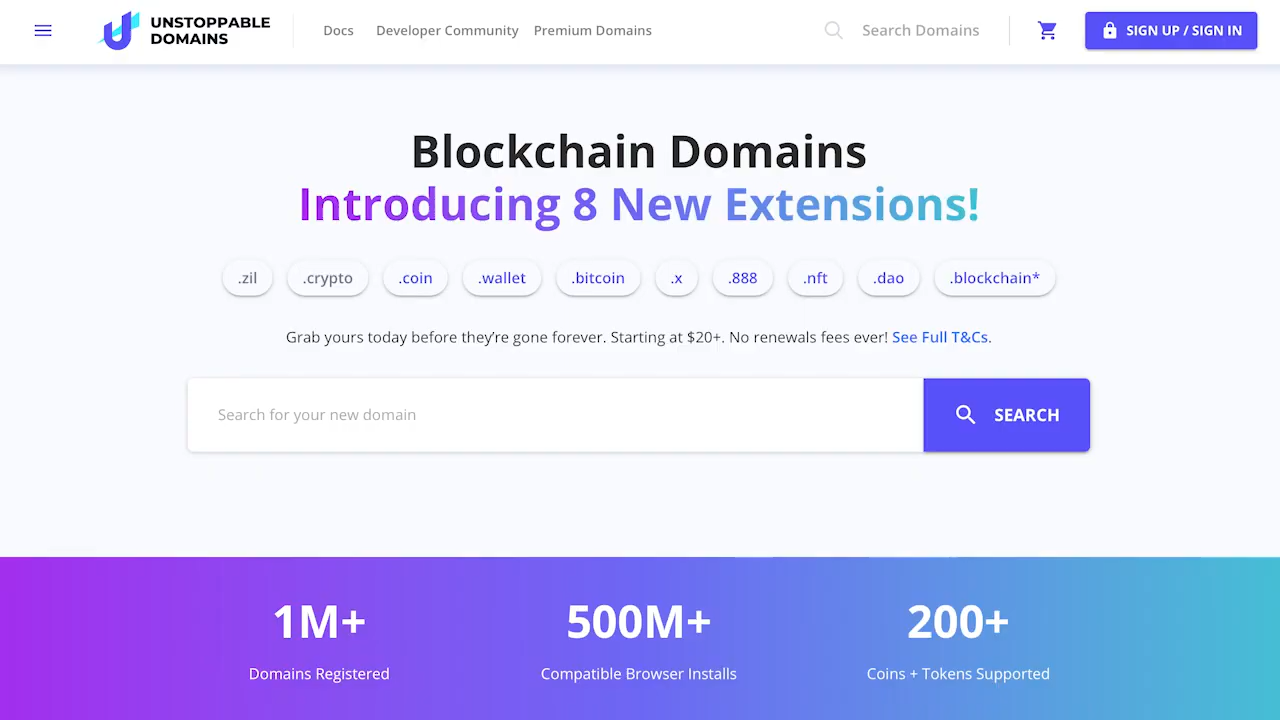 UNSTOPPABLE
DOMAINS
Docs
Developer Community
Premium Domains
Search Domains
SIGN UP / SIGN IN
Blockchain Domains
Introducing 8 New Extensions!
.zil
.crypto
.coin
.wallet
.bitcoin
.x
.888
.nft
.dao
.blockchain*
Grab yours today before they’re gone forever. Starting at $20+. No renewals fees ever! See Full T&Cs.
Search for your new domain
SEARCH
1M+
Domains Registered
500M+
Compatible Browser Installs
200+
Coins + Tokens Supported